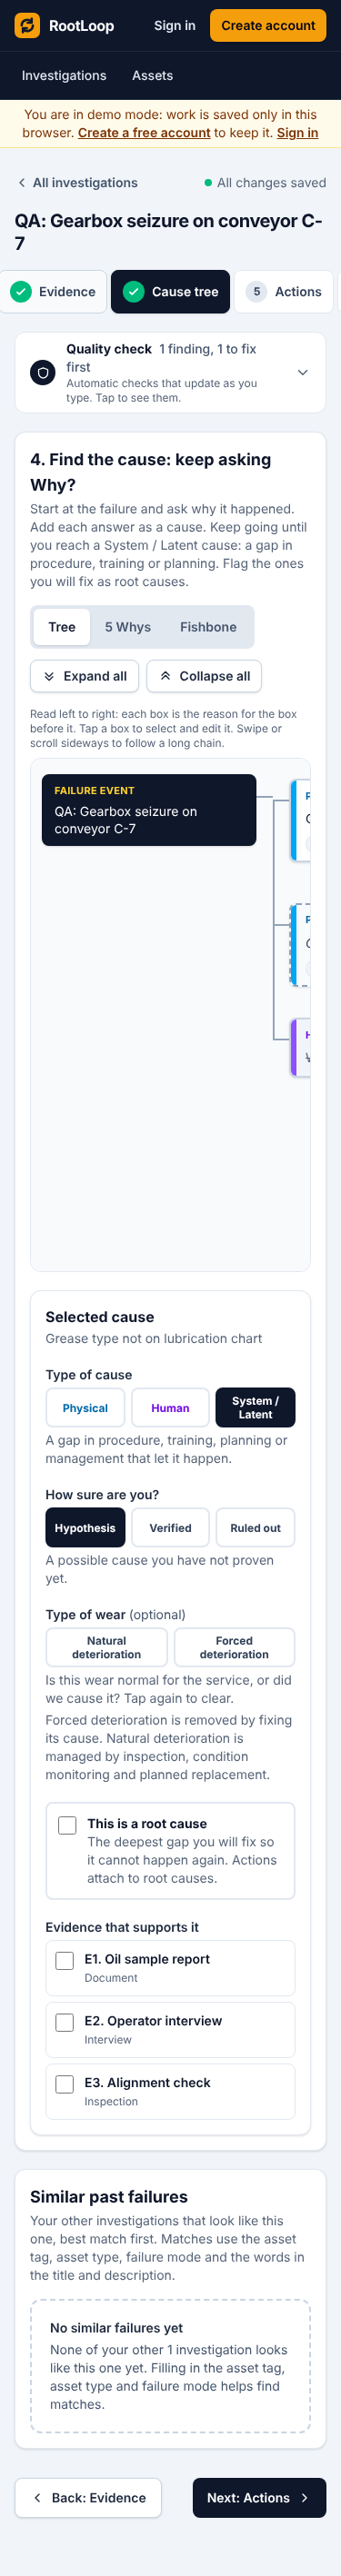 RootLoop
Sign in
Create account
Investigations
Assets
You are in demo mode: work is saved only in this
browser. Create a free account to keep it. Sign in
All investigations
All changes saved
QA: Gearbox seizure on conveyor C-
7
Evidence
Cause tree
5 Actions
Quality check 1 finding, 1 to fix
first
Automatic checks that update as you
type. Tap to see them.
4. Find the cause: keep asking
Why?
Start at the failure and ask why it happened.
Add each answer as a cause. Keep going until
you reach a System / Latent cause: a gap in
procedure, training or planning. Flag the ones
you will fix as root causes.
Tree
5 Whys
Fishbone
Expand all
Collapse all
Read left to right: each box is the reason for the box
before it. Tap a box to select and edit it. Swipe or
scroll sideways to follow a long chain.
FAILURE EVENT
QA: Gearbox seizure on
conveyor C-7
Selected cause
Grease type not on lubrication chart
Type of cause
Physical
Human
System /
Latent
A gap in procedure, training, planning or
management that let it happen.
How sure are you?
Hypothesis
Verified
Ruled out
A possible cause you have not proven
yet.
Type of wear (optional)
Natural
deterioration
Forced
deterioration
Is this wear normal for the service, or did
we cause it? Tap again to clear.
Forced deterioration is removed by fixing
its cause. Natural deterioration is
managed by inspection, condition
monitoring and planned replacement.
This is a root cause
The deepest gap you will fix so
it cannot happen again. Actions
attach to root causes.
Evidence that supports it
E1. Oil sample report
Document
E2. Operator interview
Interview
E3. Alignment check
Inspection
Similar past failures
Your other investigations that look like this
one, best match first. Matches use the asset
tag, asset type, failure mode and the words in
the title and description.
No similar failures yet
None of your other 1 investigation looks
like this one yet. Filling in the asset tag,
asset type and failure mode helps find
matches.
Back: Evidence
Next: Actions